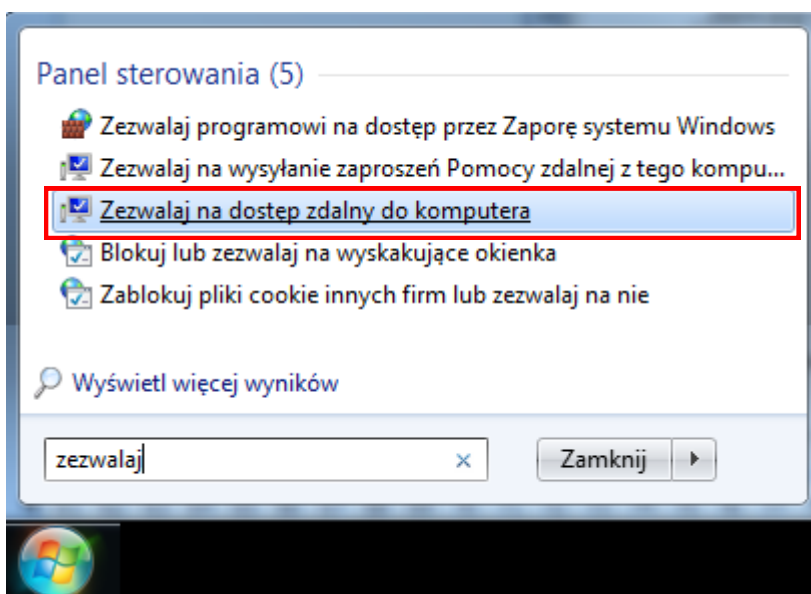 Panel sterowania (5)
Zezwalaj programowi na dostęp przez Zaporę systemu Windows
Zezwalaj na wysyłanie zaproszeń Pomocy zdalnej z tego kompu...
Zezwalaj na dostęp zdalny do komputera
Blokuj lub zezwalaj na wyskakujące okienka
Zablokuj pliki cookie innych firm lub zezwalaj na nie
Wyświetl więcej wyników
zezwalaj
Zamknij